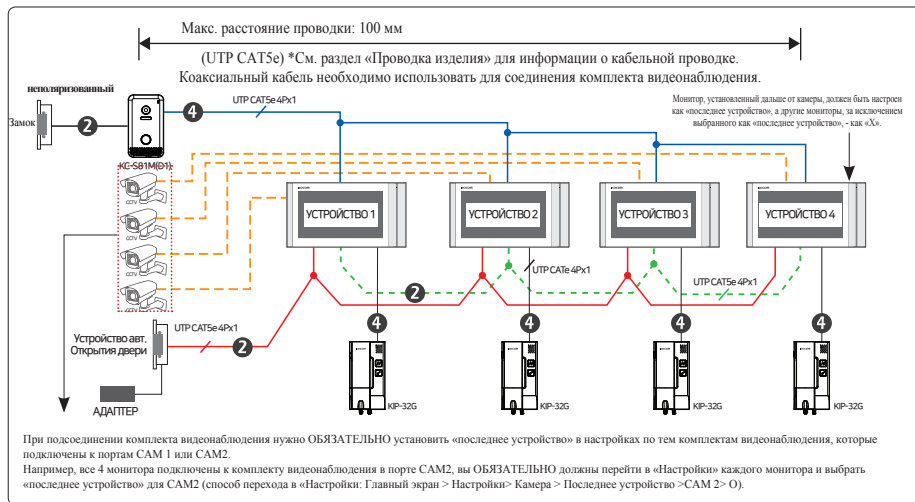 Макс. расстояние проводки: 100 мм
(UTP CAT5e) *См. раздел «Проводка изделия» для информации о кабельной проводке.
Коаксиальный кабель необходимо использовать для соединения комплекта видеонаблюдения.
неполяризованный
Замок
2
4
UTP CAT5e 4Px1
Монитор, установленный дальше от камеры, должен быть настроен
как «последнее устройство», а другие мониторы, за исключением
выбранного как «последнее устройство», - как «X».
KC-S81M(D1)
CCTV
CCTV
CCTV
CCTV
УСТРОЙСТВО 1
УСТРОЙСТВО 2
УСТРОЙСТВО 3
УСТРОЙСТВО 4
UTP CATe 4Px1
UTP CAT5e 4Px1
2
UTP CAT5e 4Px1
2
Устройство авт.
Открытия двери
АДАПТЕР
4
4
4
4
KIP-32G
KIP-32G
KIP-32G
KIP-32G
При подсоединении комплекта видеонаблюдения нужно ОБЯЗАТЕЛЬНО установить «последнее устройство» в настройках по тем комплектам видеонаблюдения, которые
подключены к портам CAM 1 или CAM2.
Например, все 4 монитора подключены к комплекту видеонаблюдения в порте CAM2, вы ОБЯЗАТЕЛЬНО должны перейти в «Настройки» каждого монитора и выбрать
«последнее устройство» для CAM2 (способ перехода в «Настройки: Главный экран > Настройки> Камера > Последнее устройство >CAM 2> O).